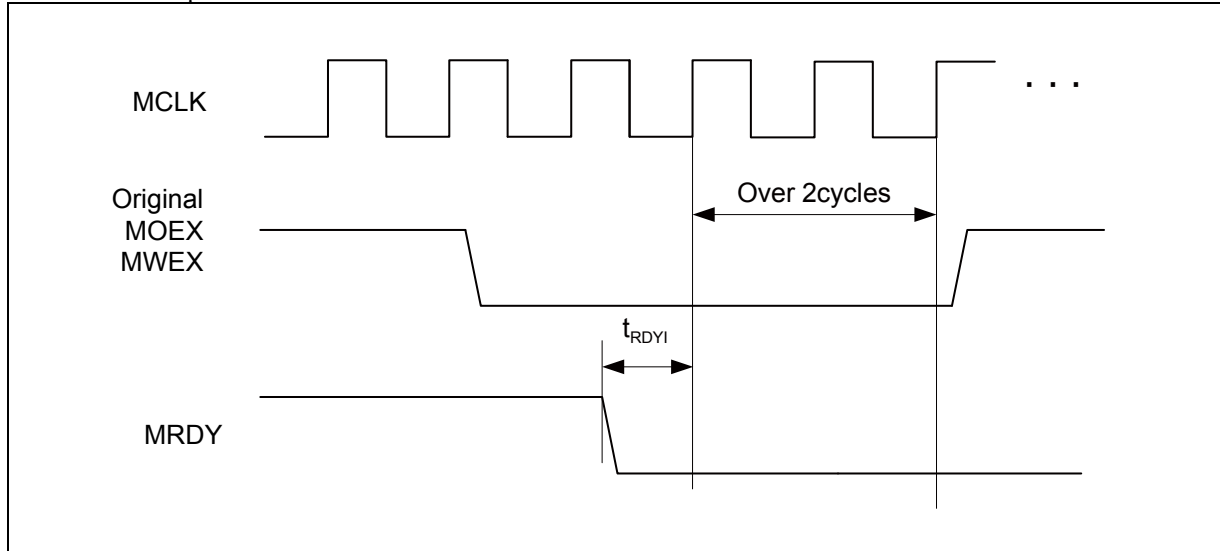 MCLK
. . .
Original
MOEX
MWEX
Over 2cycles
tRDYI
MRDY